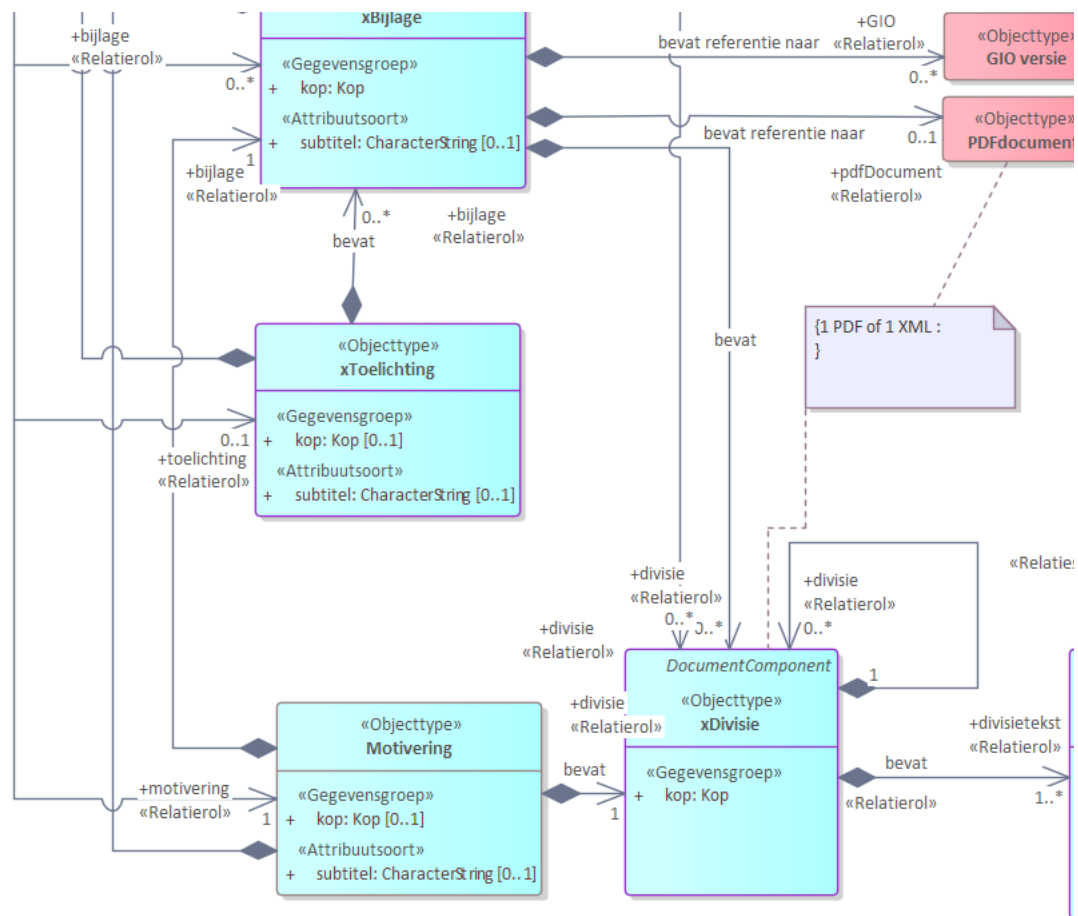 xBijlage
«Gegevensgroep»
+ kop: Kop
«Attribuutsoort»
+ subtitel: CharacterString [0..1]
+bijlage
«Relatierol»
0..*
1
+bijlage
«Relatierol»
bevat referentie naar
+GIO
«Relatierol»
0..*
«Objecttype»
GIO versie
bevat referentie naar
0..1
+pdfDocument
«Relatierol»
«Objecttype»
PDFdocument
0..*
bevat
+bijlage
«Relatierol»
{1 PDF of 1 XML :
}
bevat
«Objecttype»
xToelichting
«Gegevensgroep»
+ kop: Kop [0..1]
«Attribuutsoort»
+ subtitel: CharacterString [0..1]
0..1
+toelichting
«Relatierol»
+divisie
«Relatierol»
0..*
0..*
+divisie
«Relatierol»
0..*
+divisie
«Relatierol»
+divisie
«Relatierol»
DocumentComponent
«Objecttype»
xDivisie
«Gegevensgroep»
+ kop: Kop
1
«Relaties
+divisietekst
«Relatierol»
bevat
«Relatierol»
1..*
«Objecttype»
Motivering
«Gegevensgroep»
+ kop: Kop [0..1]
«Attribuutsoort»
+ subtitel: CharacterString [0..1]
+motivering
«Relatierol»
1
bevat
1